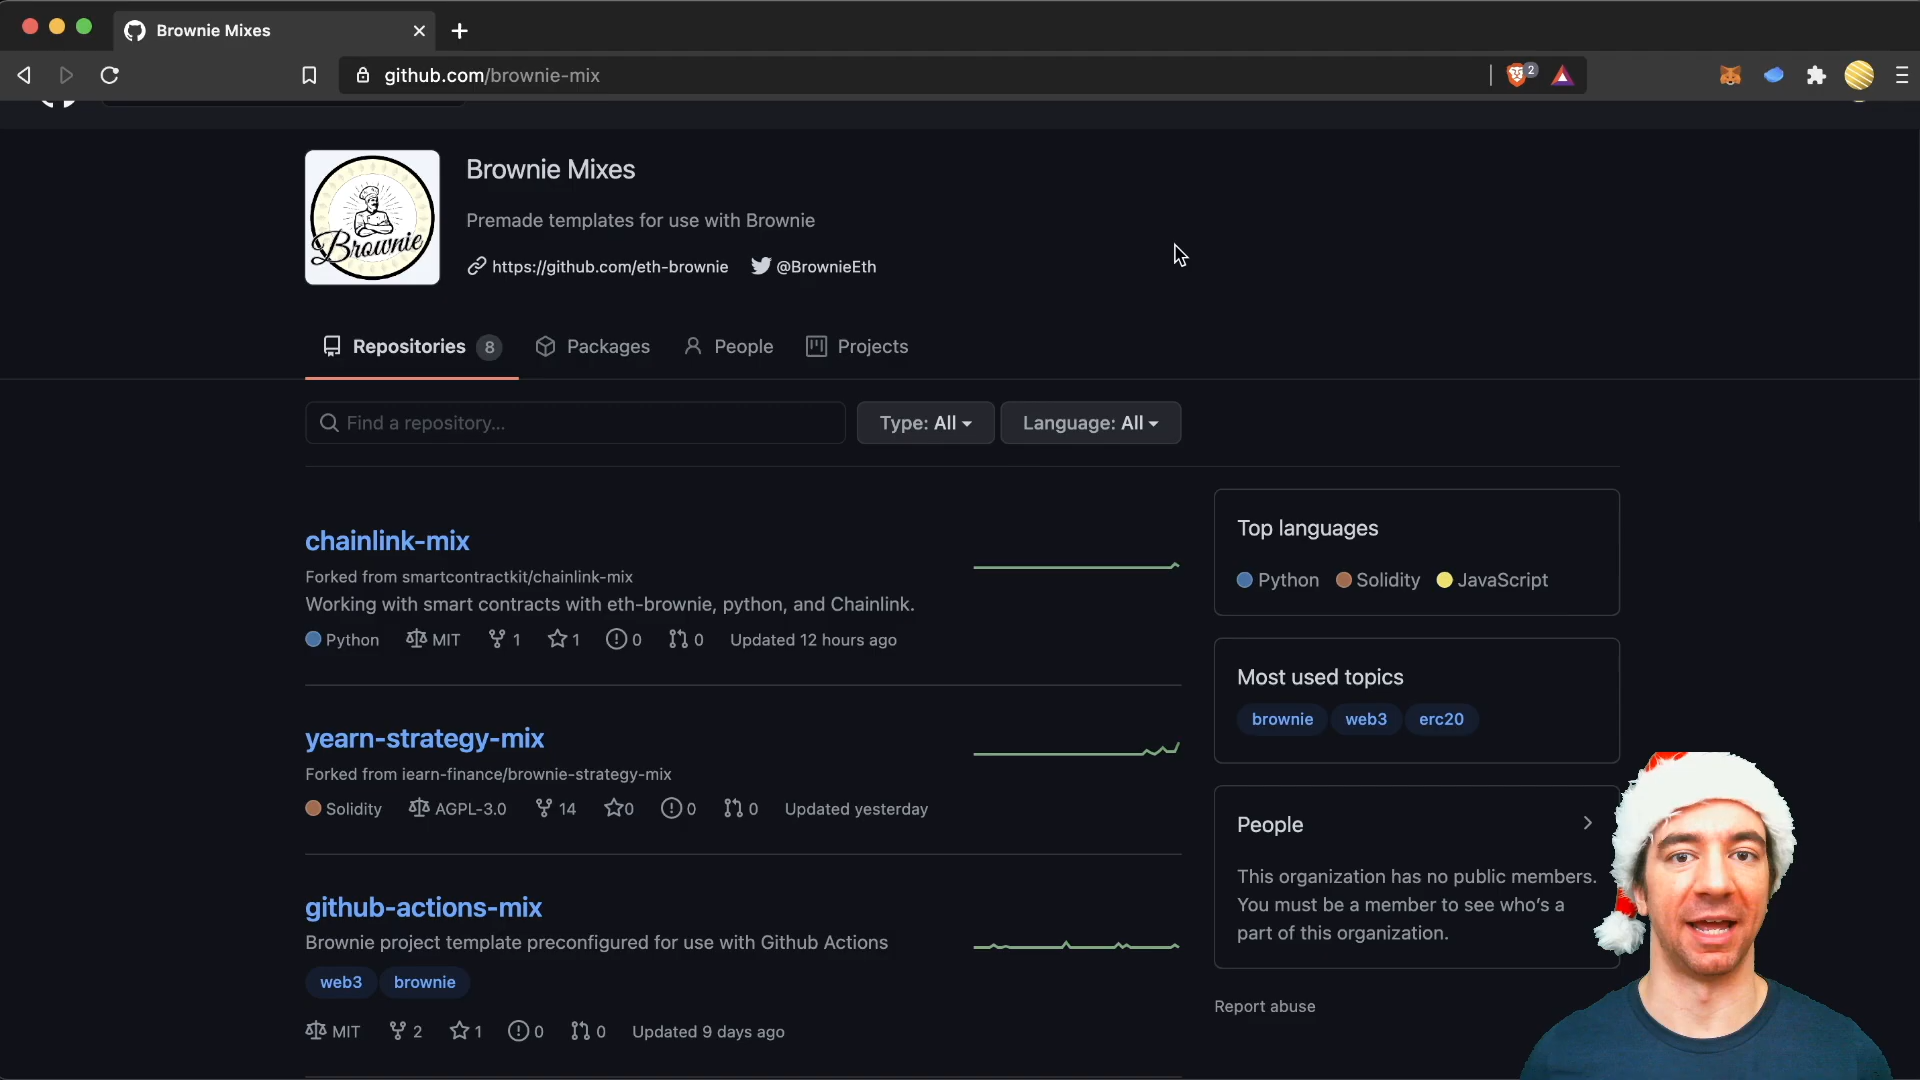 Brownie Mixes
github.com/brownie-mix
2
Brownie
Brownie Mixes
Premade templates for use with Brownie
https://github.com/eth-brownie @BrownieEth
Repositories 8 Packages People Projects
Find a repository... Type: All Language: All
chainlink-mix
Forked from smartcontractkit/chainlink-mix
Working with smart contracts with eth-brownie, python, and Chainlink.
Python MIT 1 1 0 0 Updated 12 hours ago
yearn-strategy-mix
Forked from iearn-finance/brownie-strategy-mix
Solidity AGPL-3.0 14 0 0 0 Updated yesterday
github-actions-mix
Brownie project template preconfigured for use with Github Actions
web3 brownie
MIT 2 1 0 0 Updated 9 days ago
Top languages
Python Solidity JavaScript
Most used topics
brownie web3 erc20
People
This organization has no public members.
You must be a member to see who's a
part of this organization.
Report abuse